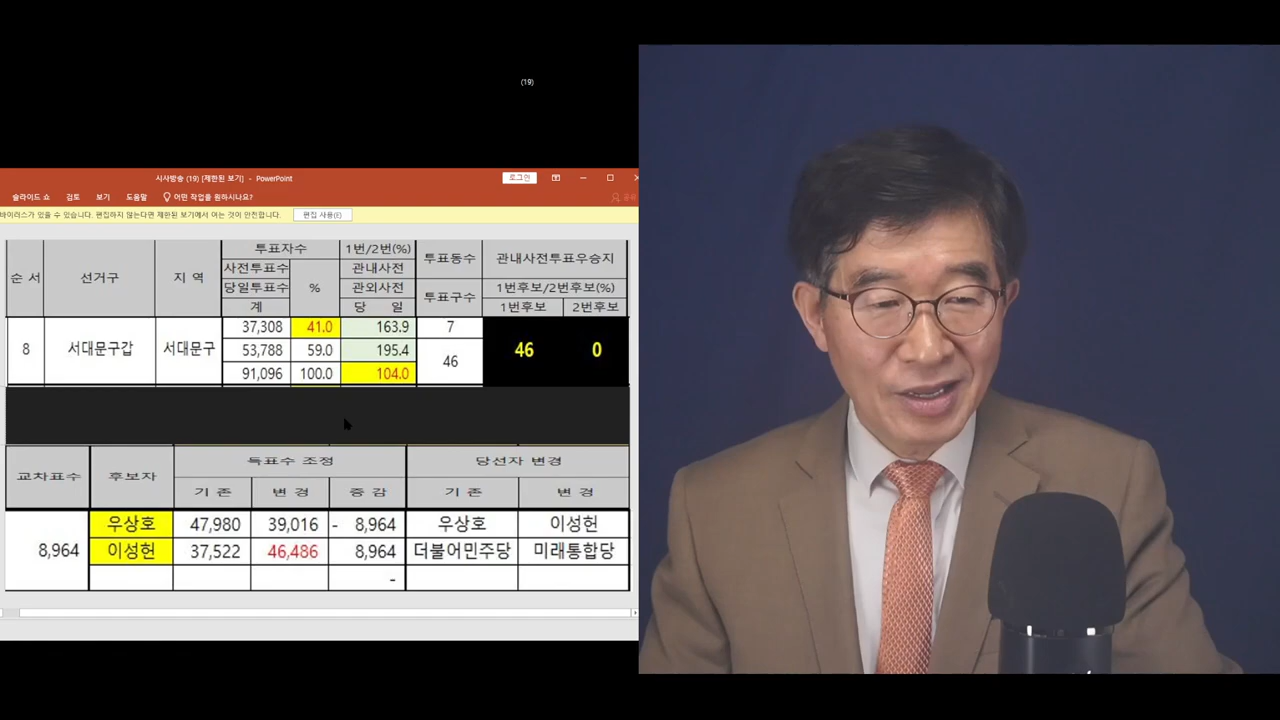 (19)
시사방송 (19) [제한된 보기] - PowerPoint
로그인
슬라이드 쇼 검토 보기 도움말 어떤 작업을 원하시나요? 공유
바이러스가 있을 수 있습니다. 편집하지 않는다면 제한된 보기에서 여는 것이 안전합니다. 편집 사용(E)
순 서 선거구 지 역 투표자수 1번/2번(%) 투표동수 관내사전투표우승지
사전투표수 % 관내사전
당일투표수 관외사전 투표구수 1번후보/2번후보(%)
계 당 일 1번후보 2번후보
37,308 41.0 163.9 7
8 서대문구갑 서대문구 53,788 59.0 195.4 46 46 0
91,096 100.0 104.0
교차표수 후보자 득표수 조정 당선자 변경
기 존 변 경 증 감 기 존 변 경
우상호 47,980 39,016 - 8,964 우상호 이성헌
8,964 이성헌 37,522 46,486 8,964 더불어민주당 미래통합당
-